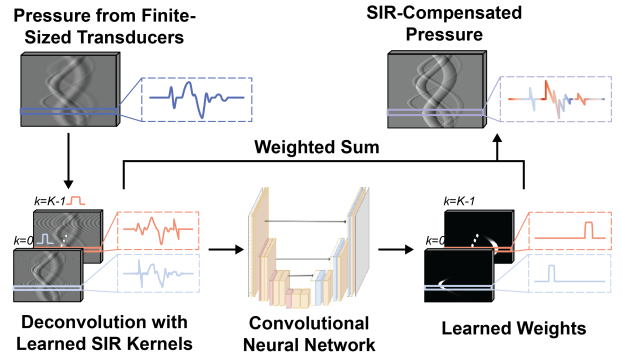 Pressure from Finite-
Sized Transducers
SIR-Compensated
Pressure
Weighted Sum
k=K-1
k=0
k=K-1
k=0
Deconvolution with
Learned SIR Kernels
Convolutional
Neural Network
Learned Weights